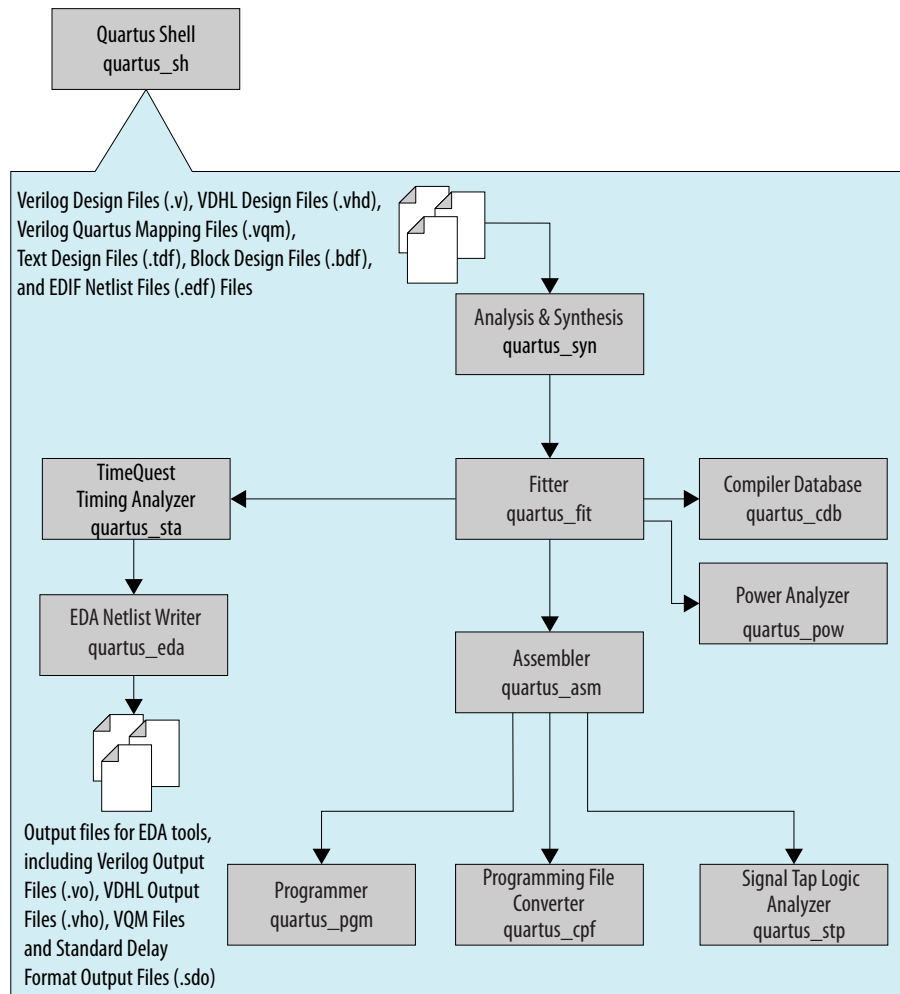 Quartus Shell
quartus_sh
Verilog Design Files (.v), VDHL Design Files (.vhd),
Verilog Quartus Mapping Files (.vqm),
Text Design Files (.tdf), Block Design Files (.bdf),
and EDIF Netlist Files (.edf) Files
Analysis & Synthesis
quartus_syn
TimeQuest
Timing Analyzer
quartus_sta
Fitter
quartus_fit
Compiler Database
quartus_cdb
EDA Netlist Writer
quartus_eda
Power Analyzer
quartus_pow
Assembler
quartus_asm
Output files for EDA tools,
including Verilog Output
Files (.vo), VDHL Output
Files (.vho), VQM Files
and Standard Delay
Format Output Files (.sdo)
Programmer
quartus_pgm
Programming File
Converter
quartus_cpf
Signal Tap Logic
Analyzer
quartus_stp